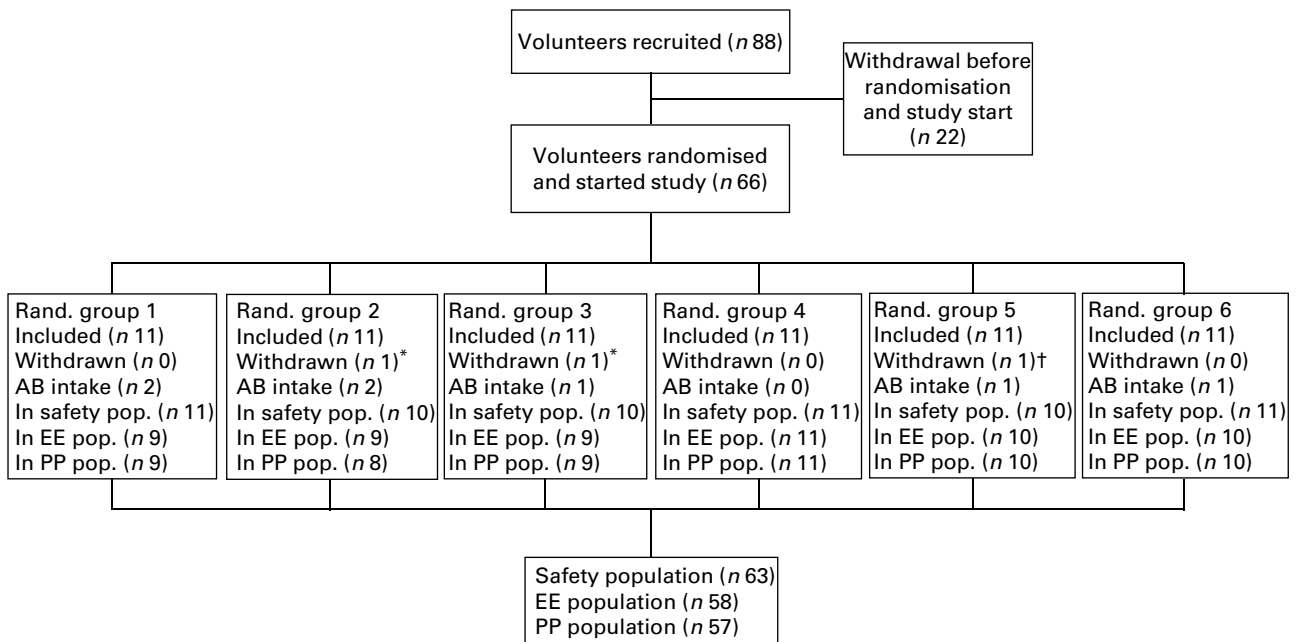 Volunteers recruited (n 88)
Withdrawal before
randomisation
and study start
(n 22)
Volunteers randomised
and started study (n 66)
Rand. group 1
Included (n 11)
Withdrawn (n 0)
AB intake (n 2)
In safety pop. (n 11)
In EE pop. (n 9)
In PP pop. (n 9)
Rand. group 2
Included (n 11)
Withdrawn (n 1)*
AB intake (n 2)
In safety pop. (n 10)
In EE pop. (n 9)
In PP pop. (n 8)
Rand. group 3
Included (n 11)
Withdrawn (n 1)*
AB intake (n 1)
In safety pop. (n 10)
In EE pop. (n 9)
In PP pop. (n 9)
Rand. group 4
Included (n 11)
Withdrawn (n 0)
AB intake (n 0)
In safety pop. (n 11)
In EE pop. (n 11)
In PP pop. (n 11)
Rand. group 5
Included (n 11)
Withdrawn (n 1)†
AB intake (n 1)
In safety pop. (n 10)
In EE pop. (n 10)
In PP pop. (n 10)
Rand. group 6
Included (n 11)
Withdrawn (n 0)
AB intake (n 1)
In safety pop. (n 11)
In EE pop. (n 10)
In PP pop. (n 10)
Safety population (n 63)
EE population (n 58)
PP population (n 57)